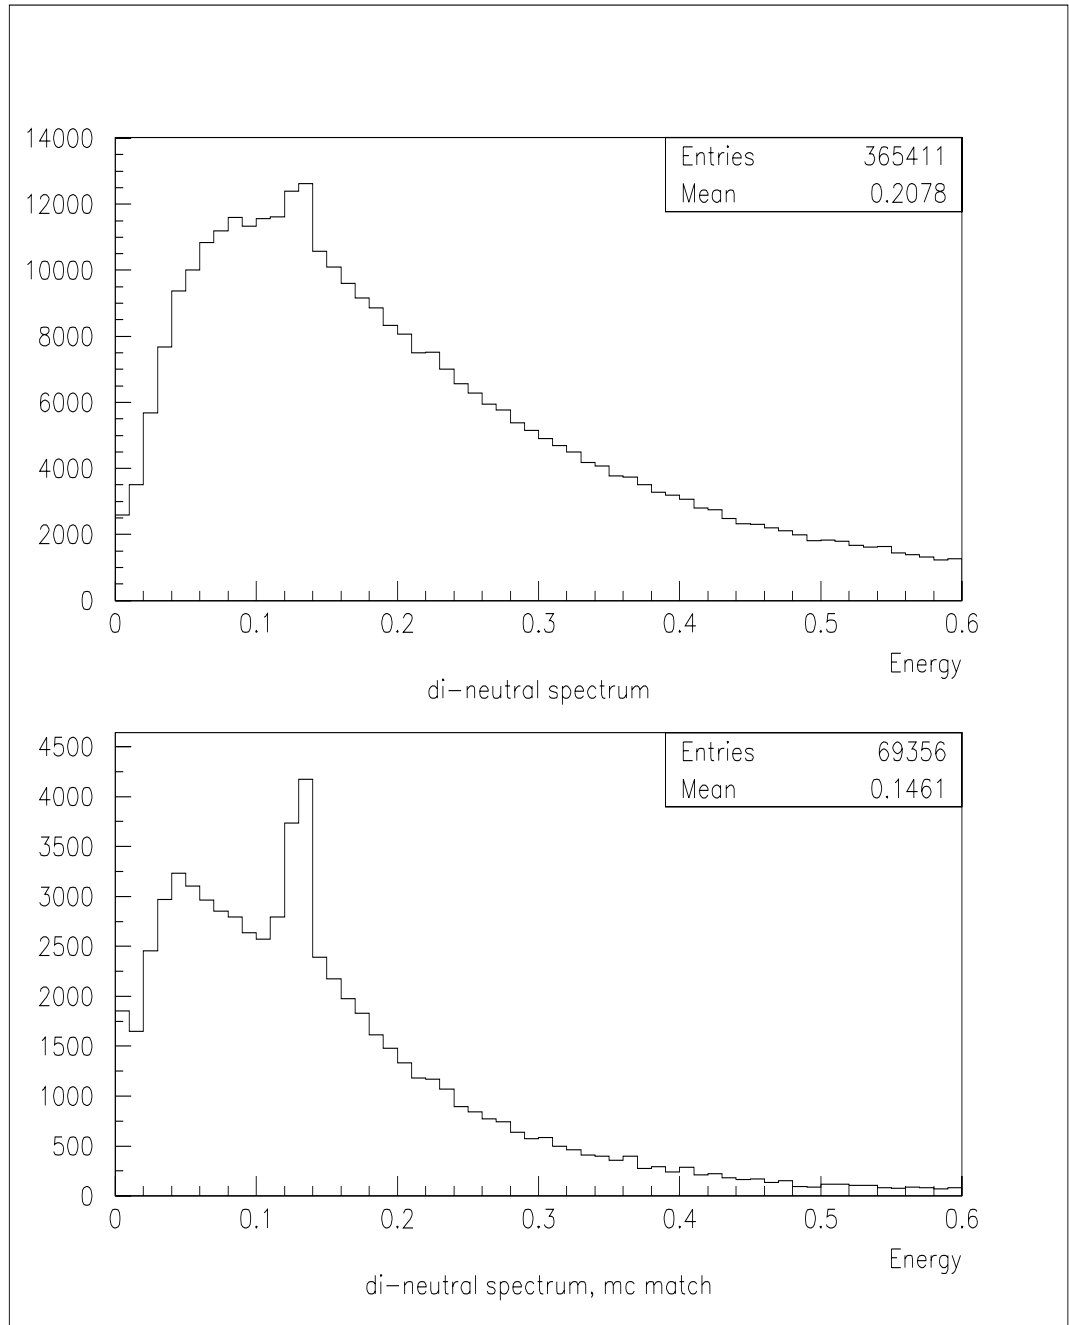 14000
12000
10000
8000
6000
4000
2000
0
Entries 365411
Mean 0.2078
0 0.1 0.2 0.3 0.4 0.5 0.6
Energy
di-neutral spectrum
4500
4000
3500
3000
2500
2000
1500
1000
500
0
Entries 69356
Mean 0.1461
0 0.1 0.2 0.3 0.4 0.5 0.6
Energy
di-neutral spectrum, mc match